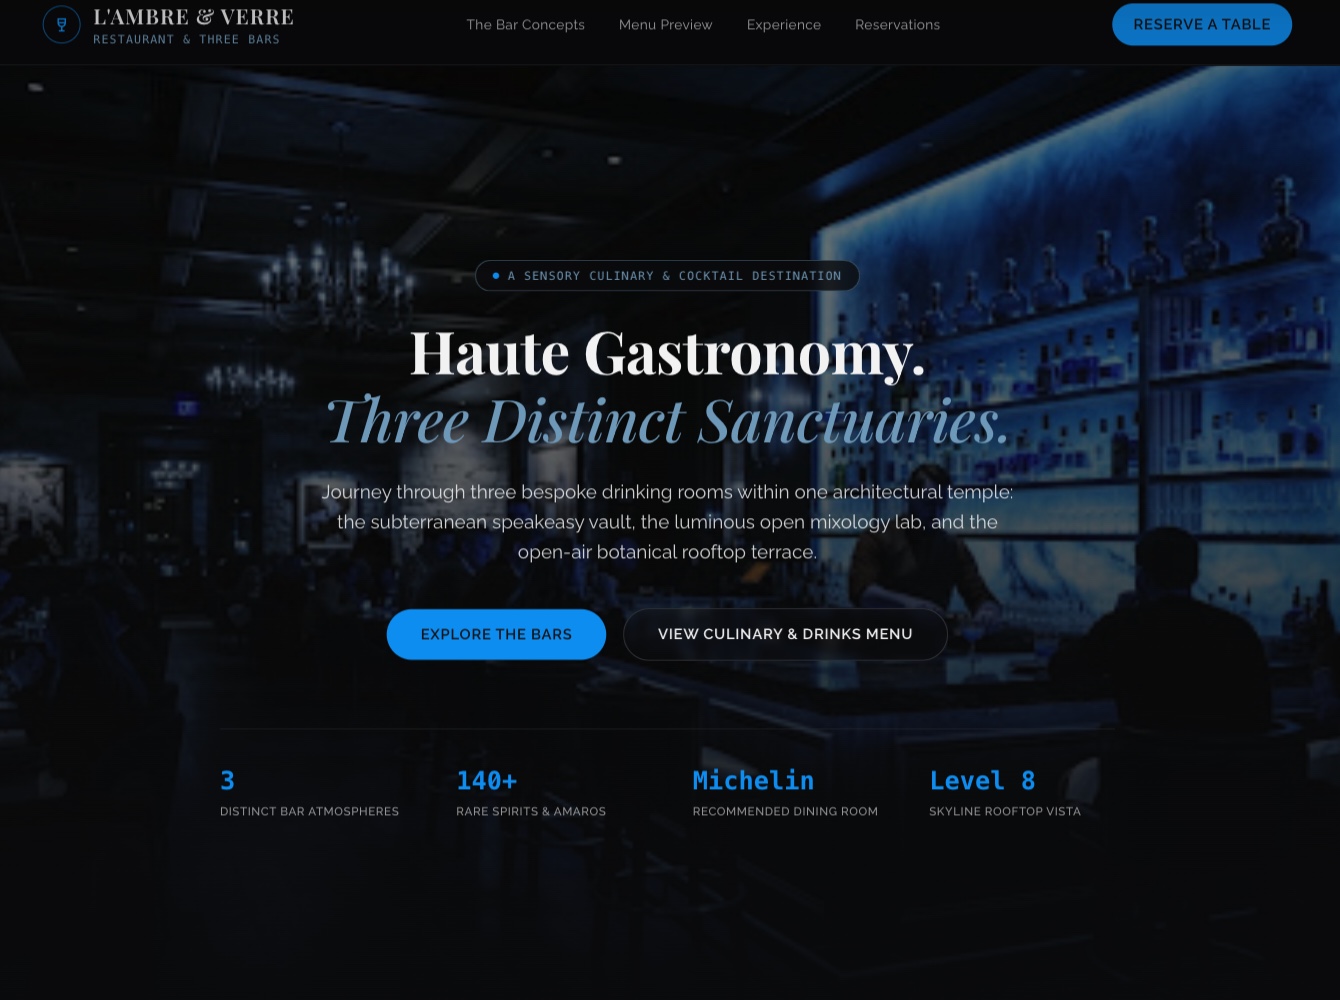 L'AMBRE & VERRE
RESTAURANT & THREE BARS
The Bar Concepts
Menu Preview
Experience
Reservations
RESERVE A TABLE
A SENSORY CULINARY & COCKTAIL DESTINATION
Haute Gastronomy.
Three Distinct Sanctuaries.
Journey through three bespoke drinking rooms within one architectural temple:
the subterranean speakeasy vault, the luminous open mixology lab, and the
open-air botanical rooftop terrace.
EXPLORE THE BARS
VIEW CULINARY & DRINKS MENU
3
DISTINCT BAR ATMOSPHERES
140+
RARE SPIRITS & AMAROS
Michelin
RECOMMENDED DINING ROOM
Level 8
SKYLINE ROOFTOP VISTA